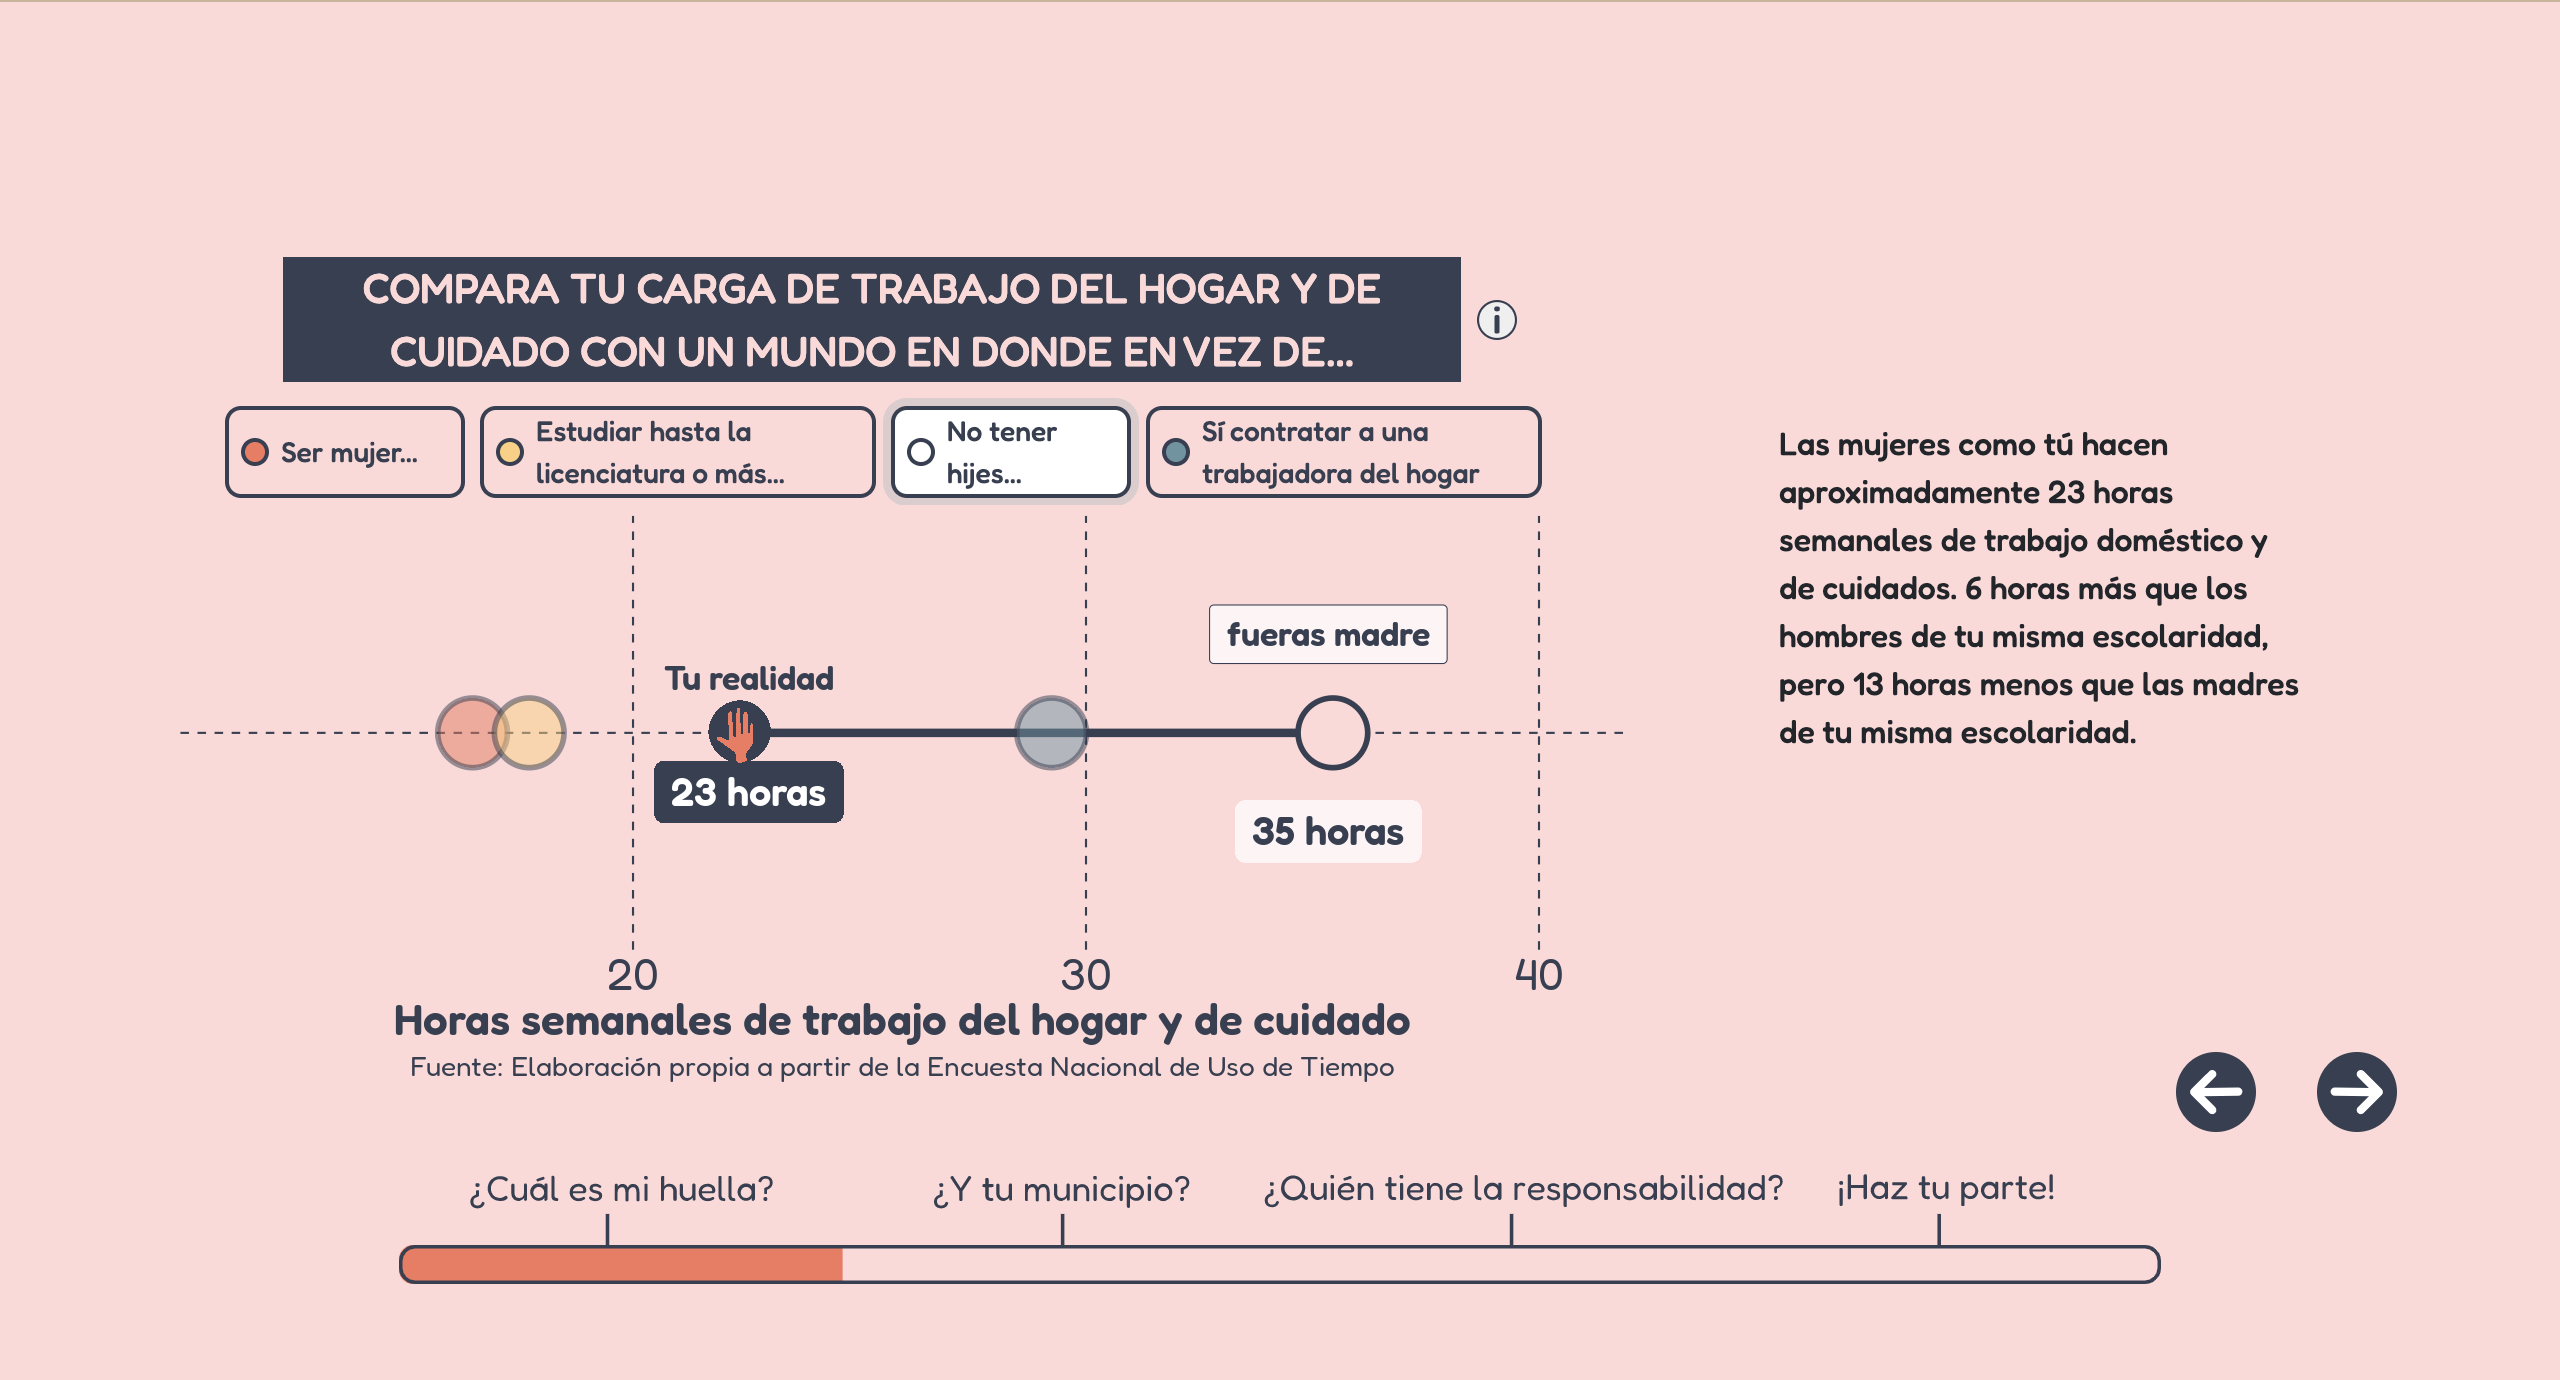 COMPARA TU CARGA DE TRABAJO DEL HOGAR Y DE
CUIDADO CON UN MUNDO EN DONDE EN VEZ DE...
i
Ser mujer...
Estudiar hasta la
licenciatura o más...
No tener
hijes...
Sí contratar a una
trabajadora del hogar
fueras madre
Tu realidad
23 horas
35 horas
20
30
40
Horas semanales de trabajo del hogar y de cuidado
Fuente: Elaboración propia a partir de la Encuesta Nacional de Uso de Tiempo
Las mujeres como tú hacen
aproximadamente 23 horas
semanales de trabajo doméstico y
de cuidados. 6 horas más que los
hombres de tu misma escolaridad,
pero 13 horas menos que las madres
de tu misma escolaridad.
¿Cuál es mi huella?
¿Y tu municipio?
¿Quién tiene la responsabilidad?
¡Haz tu parte!